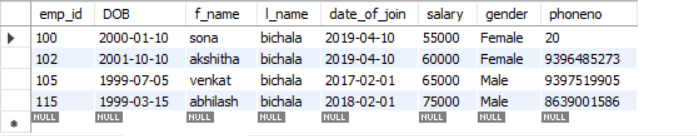 emp_id DOB f_name l_name date_of_join salary gender phoneno
100 2000-01-10 sona bichala 2019-04-10 55000 Female 20
102 2001-10-10 akshitha bichala 2019-04-10 60000 Female 9396485273
105 1999-07-05 venkat bichala 2017-02-01 65000 Male 9397519905
115 1999-03-15 abhilash bichala 2018-02-01 75000 Male 8639001586
NULL NULL NULL NULL NULL NULL NULL NULL